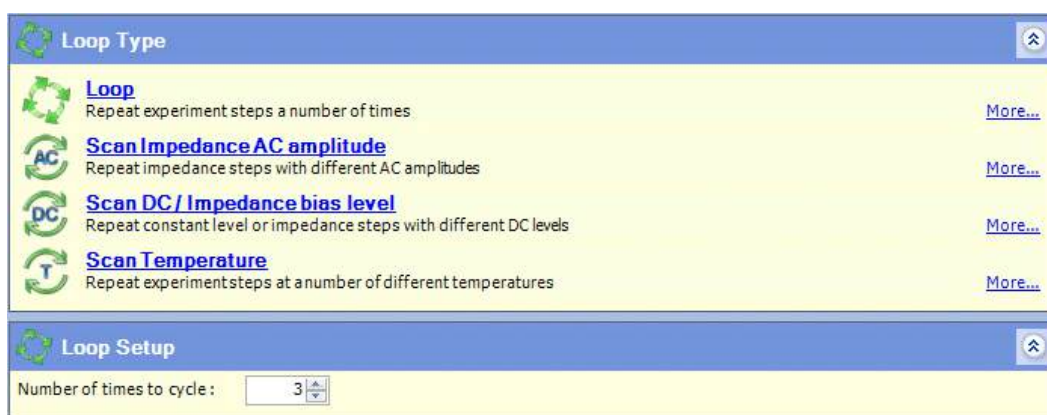 Loop Type
Loop
Repeat experiment steps a number of times
More...
AC
Scan Impedance AC amplitude
Repeat impedance steps with different AC amplitudes
More...
DC
Scan DC / Impedance bias level
Repeat constant level or impedance steps with different DC levels
More...
T
Scan Temperature
Repeat experiment steps at a number of different temperatures
More...
Loop Setup
Number of times to cycle : 3